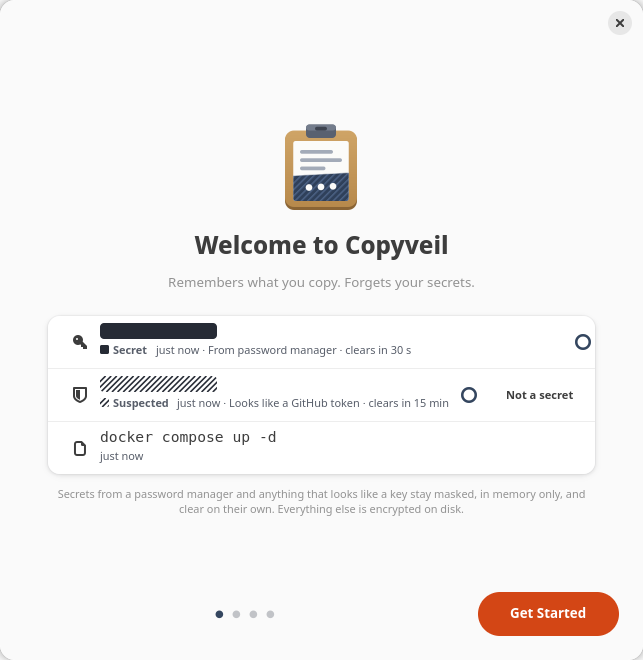 Welcome to Copyveil
Remembers what you copy. Forgets your secrets.
Secret just now · From password manager · clears in 30 s
Suspected just now · Looks like a GitHub token · clears in 15 min
Not a secret
docker compose up -d
just now
Secrets from a password manager and anything that looks like a key stay masked, in memory only, and
clear on their own. Everything else is encrypted on disk.
Get Started